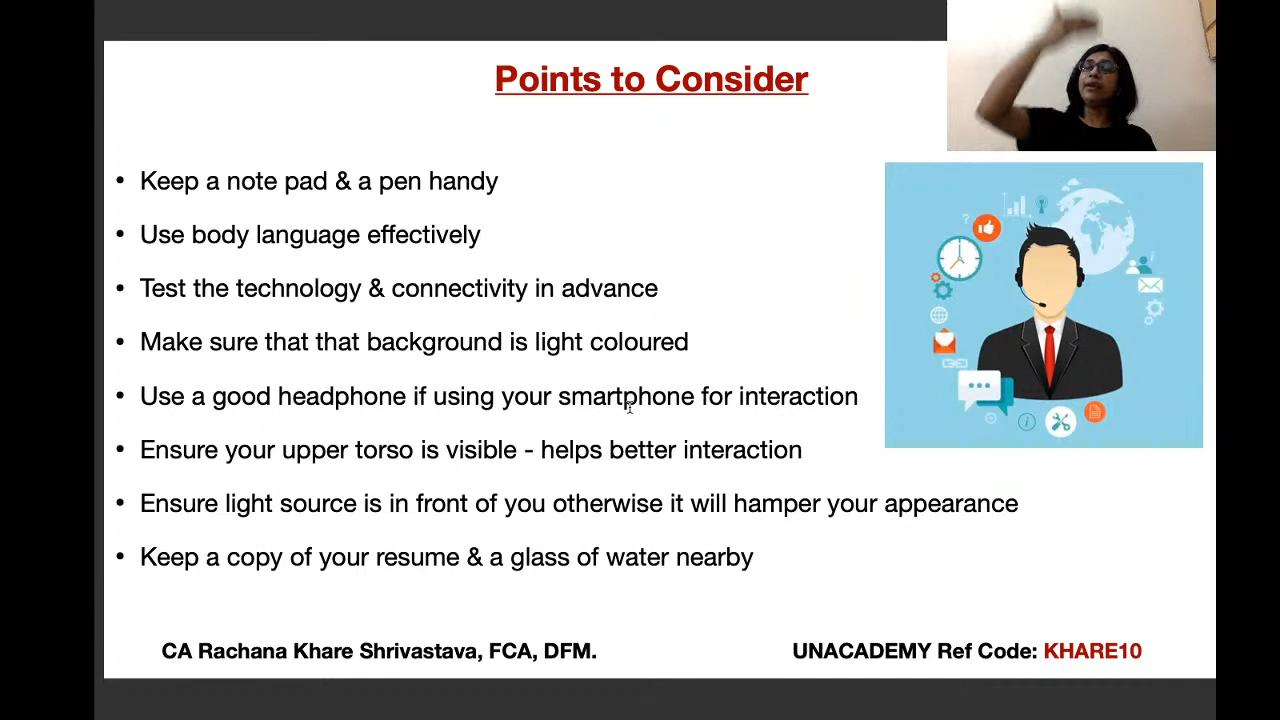 Points to Consider
• Keep a note pad & a pen handy
• Use body language effectively
• Test the technology & connectivity in advance
• Make sure that that background is light coloured
• Use a good headphone if using your smartphone for interaction
• Ensure your upper torso is visible - helps better interaction
• Ensure light source is in front of you otherwise it will hamper your appearance
• Keep a copy of your resume & a glass of water nearby
CA Rachana Khare Shrivastava, FCA, DFM.
UNACADEMY Ref Code: KHARE10